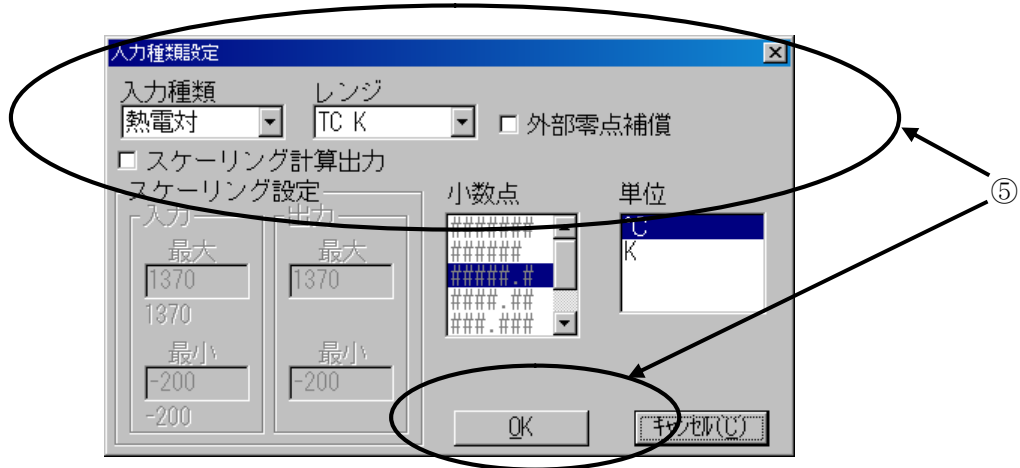 入力種類設定
入力種類 レンジ
熱電対 TC K 外部零点補償
スケーリング計算出力
スケーリング設定 小数点 単位
入力 出力
####### ℃
###### K
#####.#
####.##
###.###
最大 最大
1370 1370
1370
最小 最小
-200 -200
-200
OK キャンセル(C)
⑤